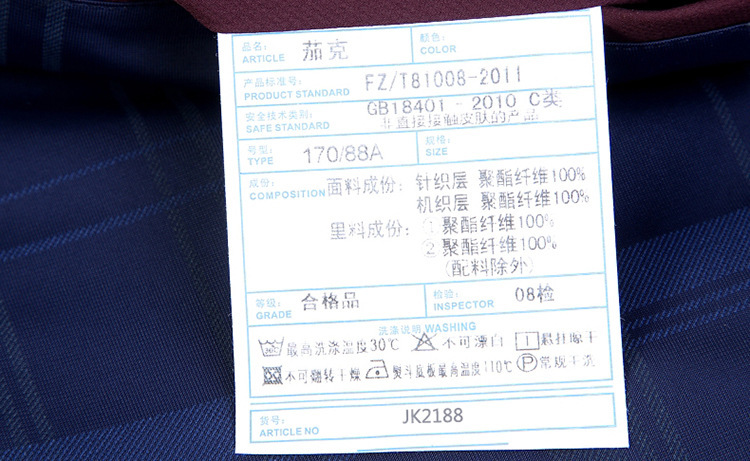 品名: 茄克 颜色:
ARTICLE COLOR
产品标准号: FZ/T81008-2011
PRODUCT STANDARD
安全技术类别: GB18401-2010 C类
SAFE STANDARD 非直接接触皮肤的产品
号型: 170/88A 规格:
TYPE SIZE
成份: 面料成份: 针织层 聚酯纤维100%
COMPOSITION 机织层 聚酯纤维100%
里料成份: ① 聚酯纤维100%
② 聚酯纤维100%
(配料除外)
等级: 合格品 检验: 08检
GRADE INSPECTOR
洗涤说明 WASHING
最高洗涤温度30℃ 不可漂白 悬挂晾干
不可翻转干燥 熨斗底板最高温度110℃ P 常规干洗
货号: JK2188
ARTICLE NO